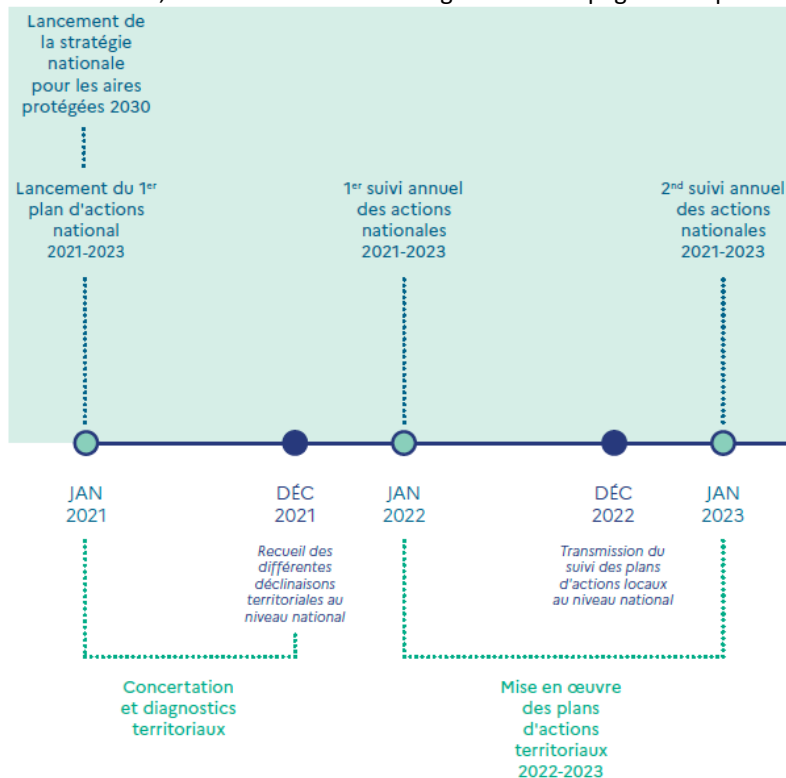 Lancement de
la stratégie
nationale
pour les aires
protégées 2030
Lancement du 1er
plan d'actions
national
2021-2023
1er suivi annuel
des actions
nationales
2021-2023
2nd suivi annuel
des actions
nationales
2021-2023
JAN
2021
DÉC
2021
JAN
2022
DÉC
2022
JAN
2023
Recueil des
différentes
déclinaisons
territoriales au
niveau national
Transmission du
suivi des plans
d'actions locaux
au niveau national
Concertation
et diagnostics
territoriaux
Mise en œuvre
des plans
d'actions
territoriaux
2022-2023